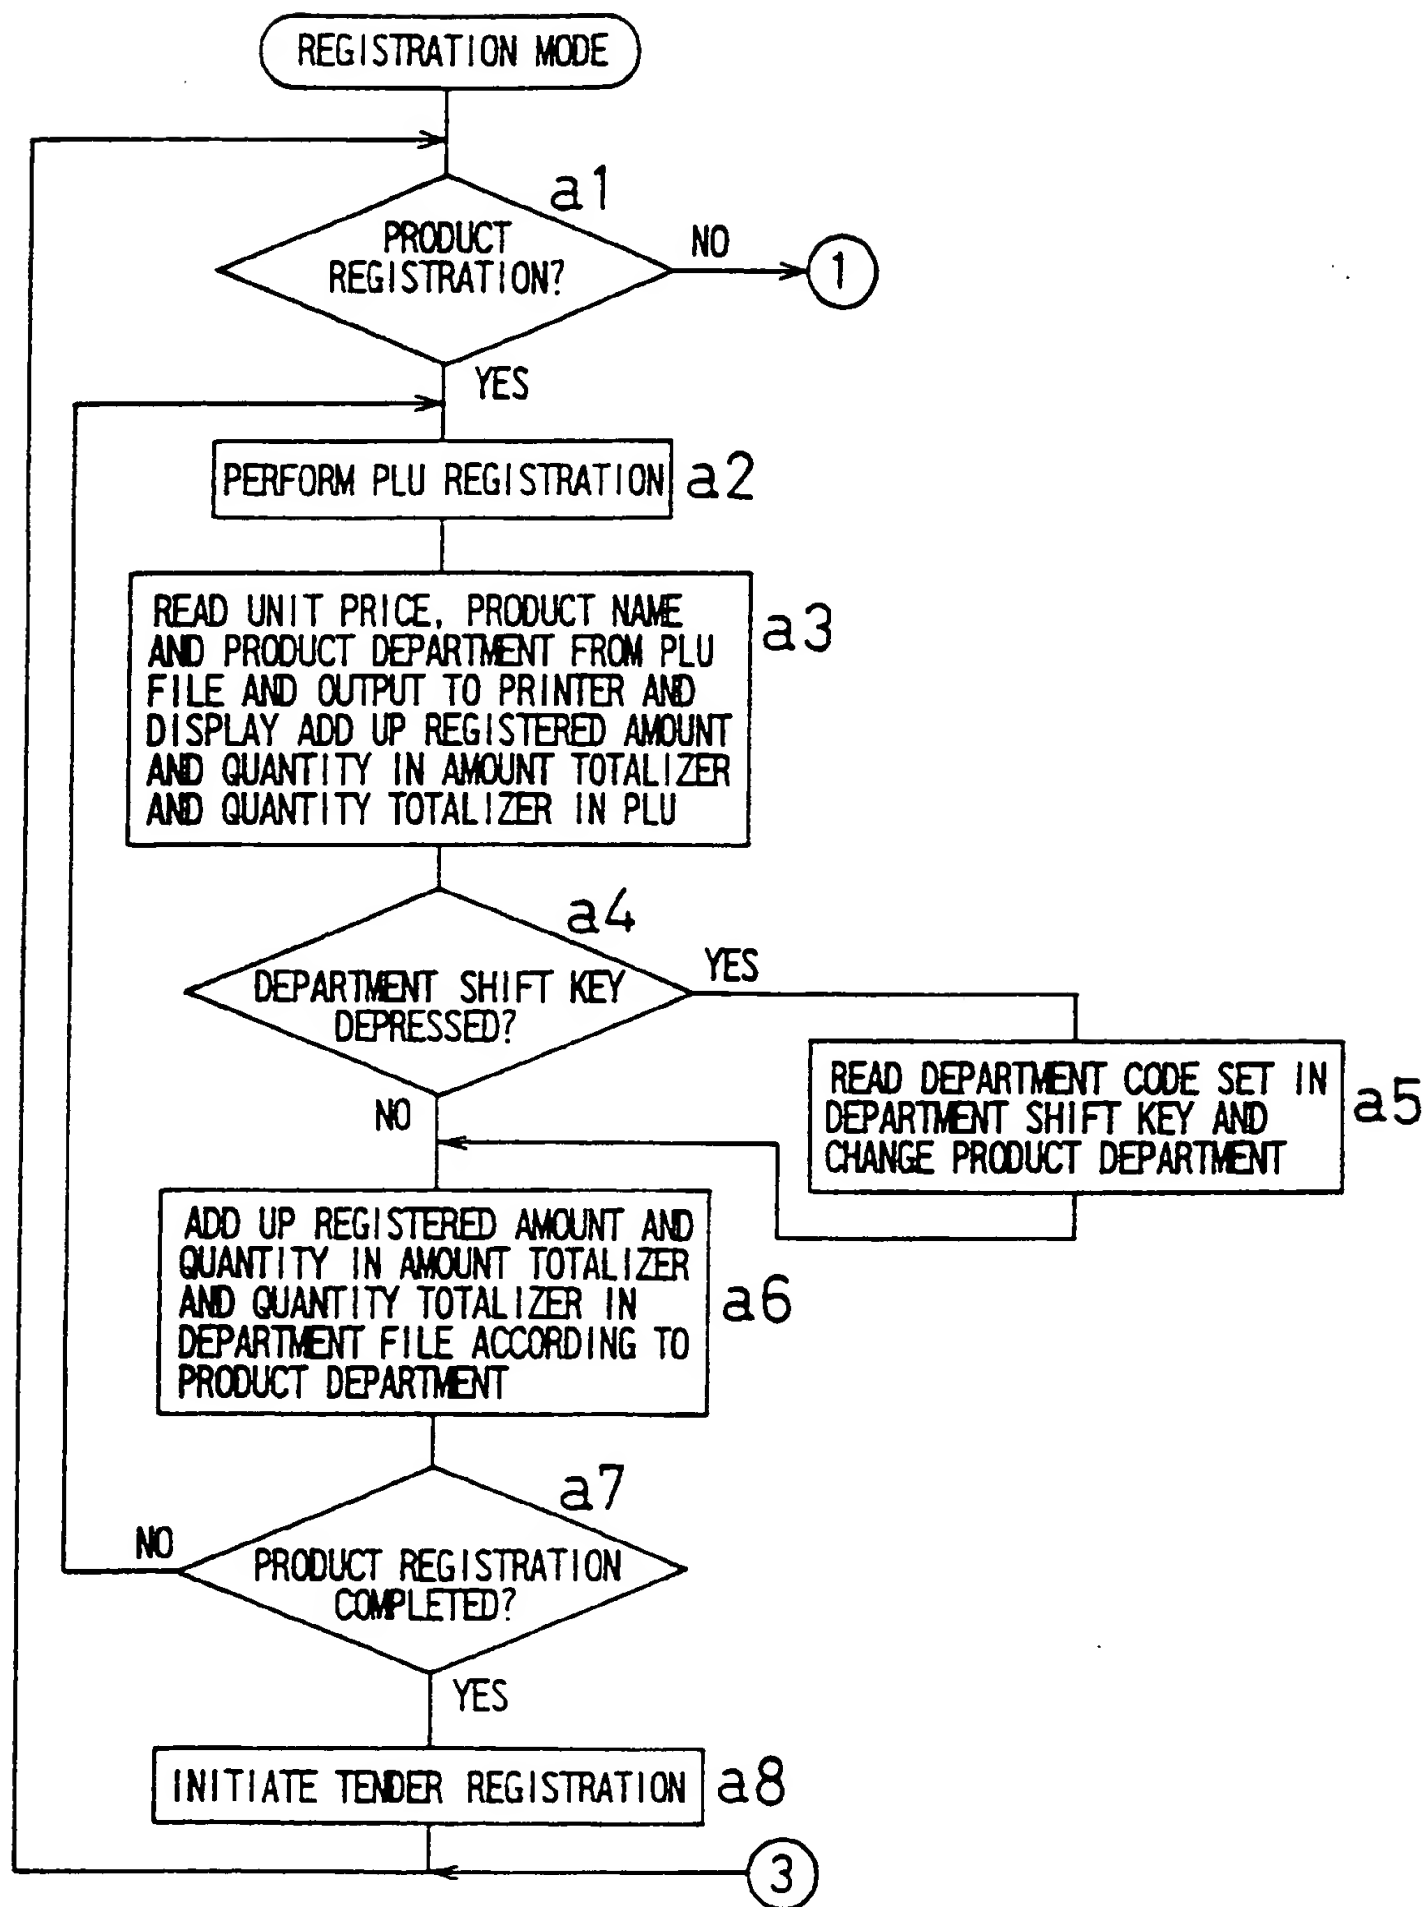 REGISTRATION MODE
a1
PRODUCT
REGISTRATION?
NO
1
YES
PERFORM PLU REGISTRATION
a2
READ UNIT PRICE, PRODUCT NAME
AND PRODUCT DEPARTMENT FROM PLU
FILE AND OUTPUT TO PRINTER AND
DISPLAY ADD UP REGISTERED AMOUNT
AND QUANTITY IN AMOUNT TOTALIZER
AND QUANTITY TOTALIZER IN PLU
a3
a4
DEPARTMENT SHIFT KEY
DEPRESSED?
YES
NO
READ DEPARTMENT CODE SET IN
DEPARTMENT SHIFT KEY AND
CHANGE PRODUCT DEPARTMENT
a5
ADD UP REGISTERED AMOUNT AND
QUANTITY IN AMOUNT TOTALIZER
AND QUANTITY TOTALIZER IN
DEPARTMENT FILE ACCORDING TO
PRODUCT DEPARTMENT
a6
a7
NO
PRODUCT REGISTRATION
COMPLETED?
YES
INITIATE TENDER REGISTRATION
a8
3